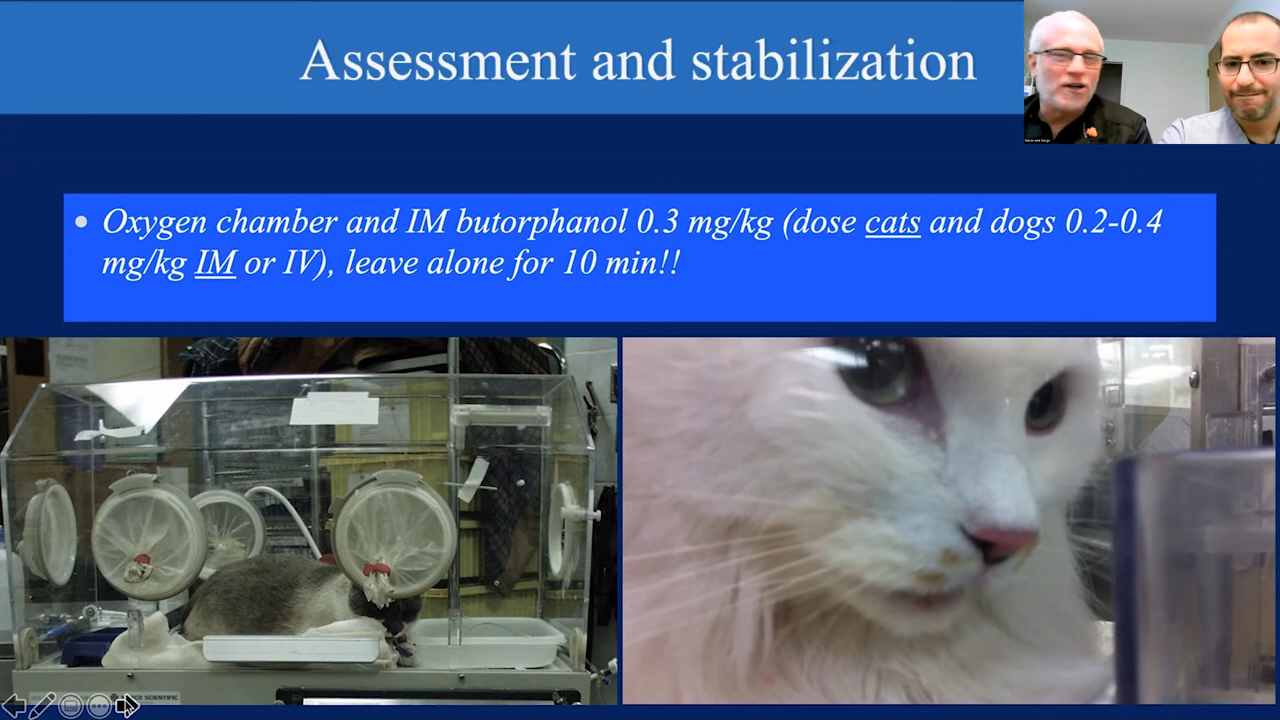 Assessment and stabilization
• Oxygen chamber and IM butorphanol 0.3 mg/kg (dose cats and dogs 0.2-0.4
mg/kg IM or IV), leave alone for 10 min!!
SCIENTIFIC